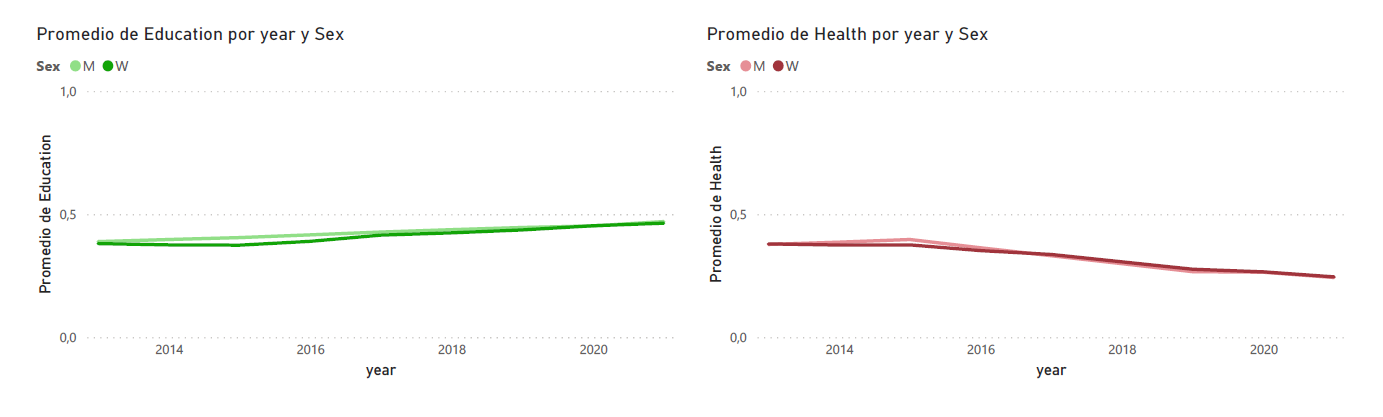 Promedio de Education por year y Sex
Sex M W
1,0
0,5
0,0
Promedio de Education
2014 2016 2018 2020
year
Promedio de Health por year y Sex
Sex M W
1,0
0,5
0,0
Promedio de Health
2014 2016 2018 2020
year